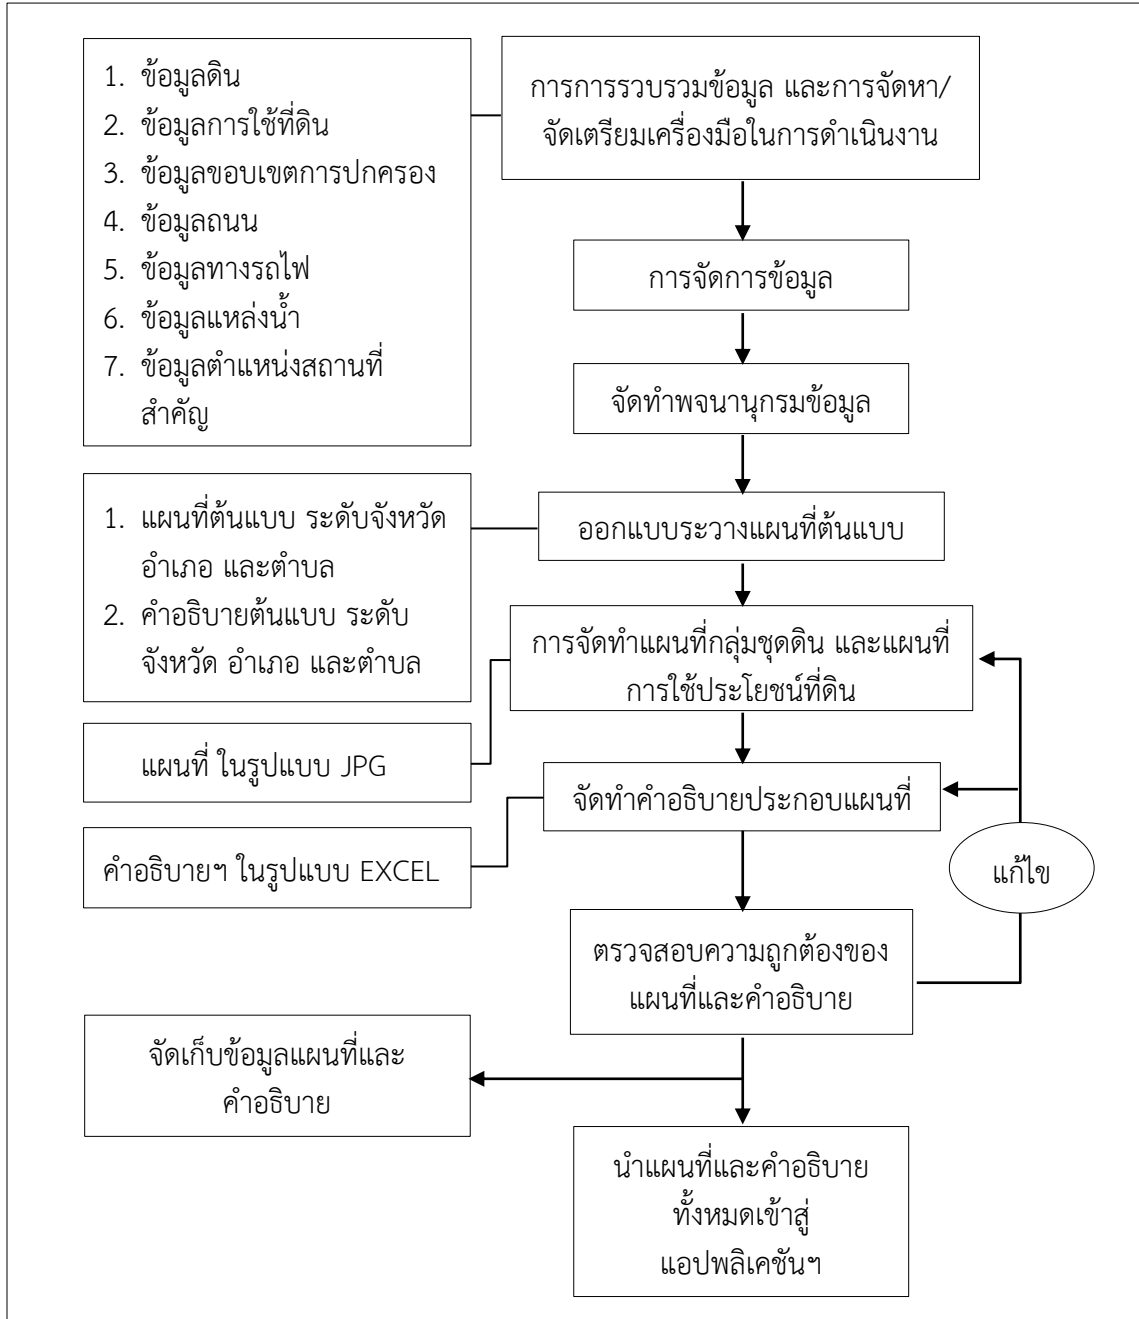 1. ข้อมูลดิน
2. ข้อมูลการใช้ที่ดิน
3. ข้อมูลขอบเขตการปกครอง
4. ข้อมูลถนน
5. ข้อมูลทางรถไฟ
6. ข้อมูลแหล่งน้ำ
7. ข้อมูลตำแหน่งสถานที่
สำคัญ
การการรวบรวมข้อมูล และการจัดหา/
จัดเตรียมเครื่องมือในการดำเนินงาน
การจัดการข้อมูล
จัดทำพจนานุกรมข้อมูล
1. แผนที่ต้นแบบ ระดับจังหวัด
อำเภอ และตำบล
2. คำอธิบายต้นแบบ ระดับ
จังหวัด อำเภอ และตำบล
ออกแบบระวางแผนที่ต้นแบบ
การจัดทำแผนที่กลุ่มชุดดิน และแผนที่
การใช้ประโยชน์ที่ดิน
แผนที่ ในรูปแบบ JPG
จัดทำคำอธิบายประกอบแผนที่
คำอธิบายฯ ในรูปแบบ EXCEL
แก้ไข
ตรวจสอบความถูกต้องของ
แผนที่และคำอธิบาย
จัดเก็บข้อมูลแผนที่และ
คำอธิบาย
นำแผนที่และคำอธิบาย
ทั้งหมดเข้าสู่
แอปพลิเคชันฯ